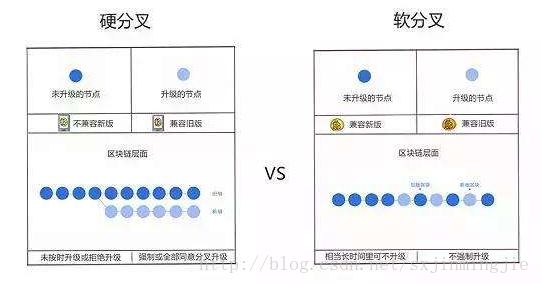 硬分叉
软分叉
未升级的节点
升级的节点
未升级的节点
升级的节点
不兼容新版
兼容旧版
兼容新版
兼容旧版
区块链层面
区块链层面
VS
未按时升级或拒绝升级
强制或全部同意分叉升级
相当长时间里可不升级
不强制升级
http://blog.csdn.net/sxjinmingjie